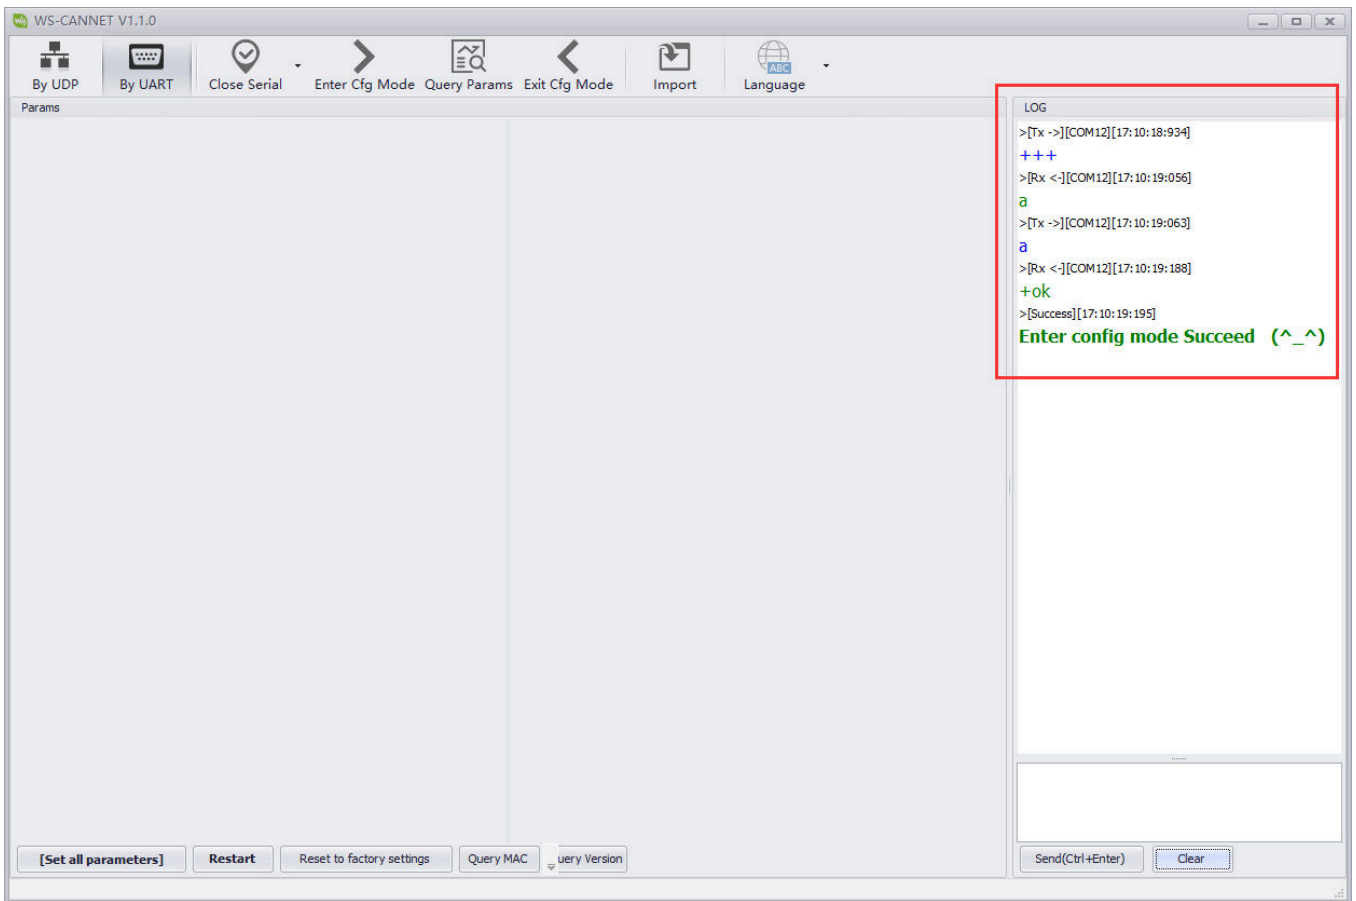 WS-CANNET V1.1.0
By UDP
By UART
Close Serial
Enter Cfg Mode
Query Params
Exit Cfg Mode
Import
ABC
Language
Params
LOG
>[Tx ->][COM12][17:10:18:934]
+++
>[Rx <-][COM12][17:10:19:056]
a
>[Tx ->][COM12][17:10:19:063]
a
>[Rx <-][COM12][17:10:19:188]
+ok
>[Success][17:10:19:195]
Enter config mode Succeed (^_^)
[Set all parameters]
Restart
Reset to factory settings
Query MAC
uery Version
Send(Ctrl+Enter)
Clear